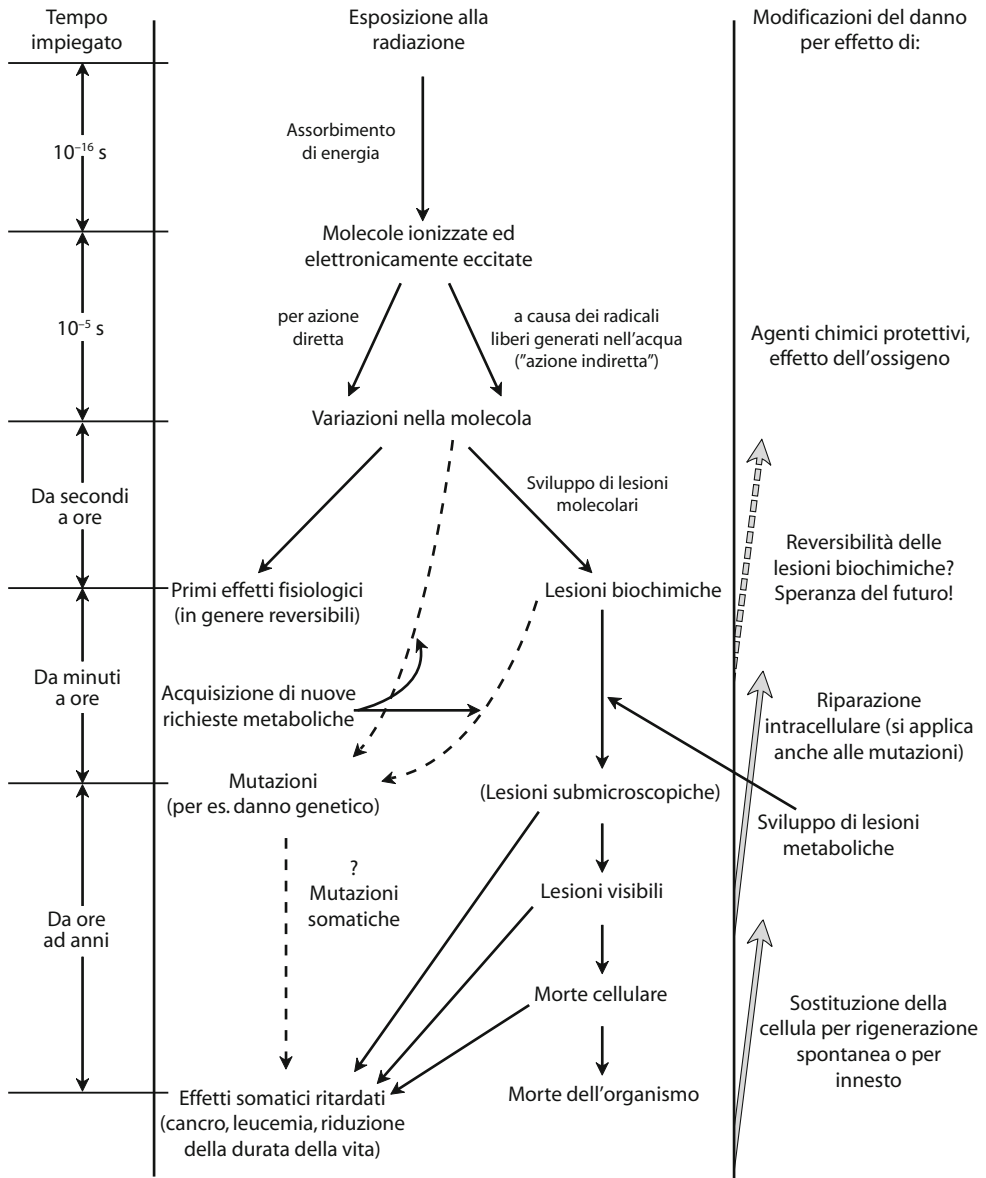 Tempo
impiegato
Esposizione alla
radiazione
Modificazioni del danno
per effetto di:
Assorbimento
di energia
10⁻¹⁶ s
Molecole ionizzate ed
elettronicamente eccitate
per azione
diretta
a causa dei radicali
liberi generati nell'acqua
("azione indiretta")
10⁻⁵ s
Agenti chimici protettivi,
effetto dell'ossigeno
Variazioni nella molecola
Sviluppo di lesioni
molecolari
Da secondi
a ore
Reversibilità delle
lesioni biochimiche?
Speranza del futuro!
Primi effetti fisiologici
(in genere reversibili)
Lesioni biochimiche
Da minuti
a ore
Acquisizione di nuove
richieste metaboliche
Riparazione
intracellulare (si applica
anche alle mutazioni)
Mutazioni
(per es. danno genetico)
(Lesioni submicroscopiche)
Sviluppo di lesioni
metaboliche
?
Mutazioni
somatiche
Lesioni visibili
Da ore
ad anni
Morte cellulare
Sostituzione della
cellula per rigenerazione
spontanea o per
innesto
Effetti somatici ritardati
(cancro, leucemia, riduzione
della durata della vita)
Morte dell'organismo